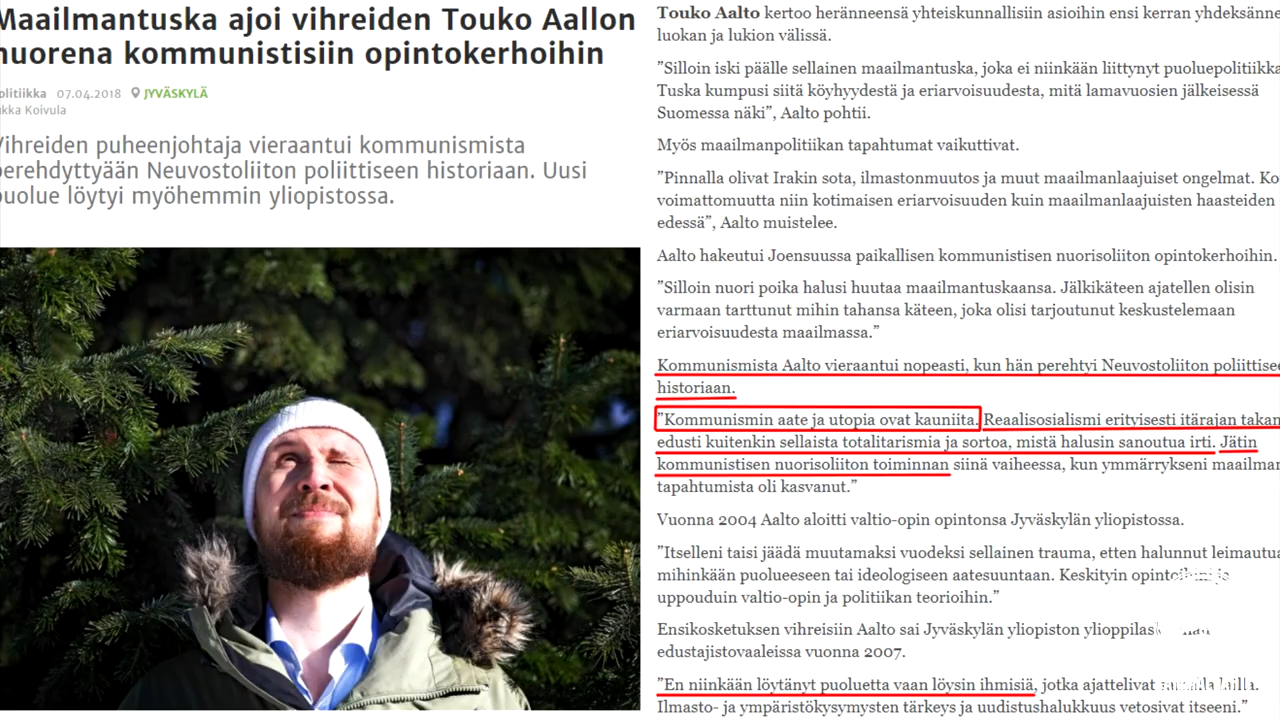 Maailmantuska ajoi vihreiden Touko Aallon
nuorena kommunistisiin opintokerhoihin
politiikka 07.04.2018 JYVÄSKYLÄ
Koivula
Vihreiden puheenjohtaja vieraantui kommunismista
perehdyttyään Neuvostoliiton poliittiseen historiaan. Uusi
puolue löytyi myöhemmin yliopistossa.
Touko Aalto kertoo heränneensä yhteiskunnallisiin asioihin ensi kerran
luokan ja lukion välissä.
”Silloin iski päälle sellainen maailmantuska, joka ei niinkään liittynyt
Tuska kumpusi siitä köyhyydestä ja eriarvoisuudesta, mitä lamavuosien jälkeisessä
Suomessa näki”, Aalto pohtii.
Myös maailmanpolitiikan tapahtumat vaikuttivat.
”Pinnalla olivat Irakin sota, ilmastonmuutos ja muut maailmanlaajuiset ongelmat.
voimattomuutta niin kotimaisen eriarvoisuuden kuin maailmanlaajuisten haasteiden
edessä”, Aalto muistelee.
Aalto hakeutui Joensuussa paikallisen kommunistisen nuorisoliiton opintokerhoihin.
”Silloin nuori poika halusi huutaa maailmantuskaansa. Jälkikäteen ajatellen olisin
varmaan tarttunut mihin tahansa käteen, joka olisi tarjoutunut keskustelemaan
eriarvoisuudesta maailmassa.”
Kommunismista Aalto vieraantui nopeasti, kun hän perehtyi Neuvostoliiton
historiaan.
”Kommunismin aate ja utopia ovat kauniita. Reaalisosialismi erityisesti itärajan
edusti kuitenkin sellaista totalitarismia ja sortoa, mistä halusin sanoutua irti. Jätin
kommunistisen nuorisoliiton toiminnan siinä vaiheessa, kun ymmärrykseni
tapahtumista oli kasvanut.”
Vuonna 2004 Aalto aloitti valtio-opin opintonsa Jyväskylän yliopistossa.
”Itselleni taisi jäädä muutamaksi vuodeksi sellainen trauma, etten halunnut
mihinkään puolueeseen tai ideologiseen aatesuuntaan. Keskityin
uppouduin valtio-opin ja politiikan teorioihin.”
Ensikosketuksen vihreisiin Aalto sai Jyväskylän yliopiston
edustajistovaaleissa vuonna 2007.
”En niinkään löytänyt puoluetta vaan löysin ihmisiä, jotka ajattelivat
Ilmasto- ja ympäristökysymysten tärkeys ja uudistushalukkuus vetosivat itseeni.”